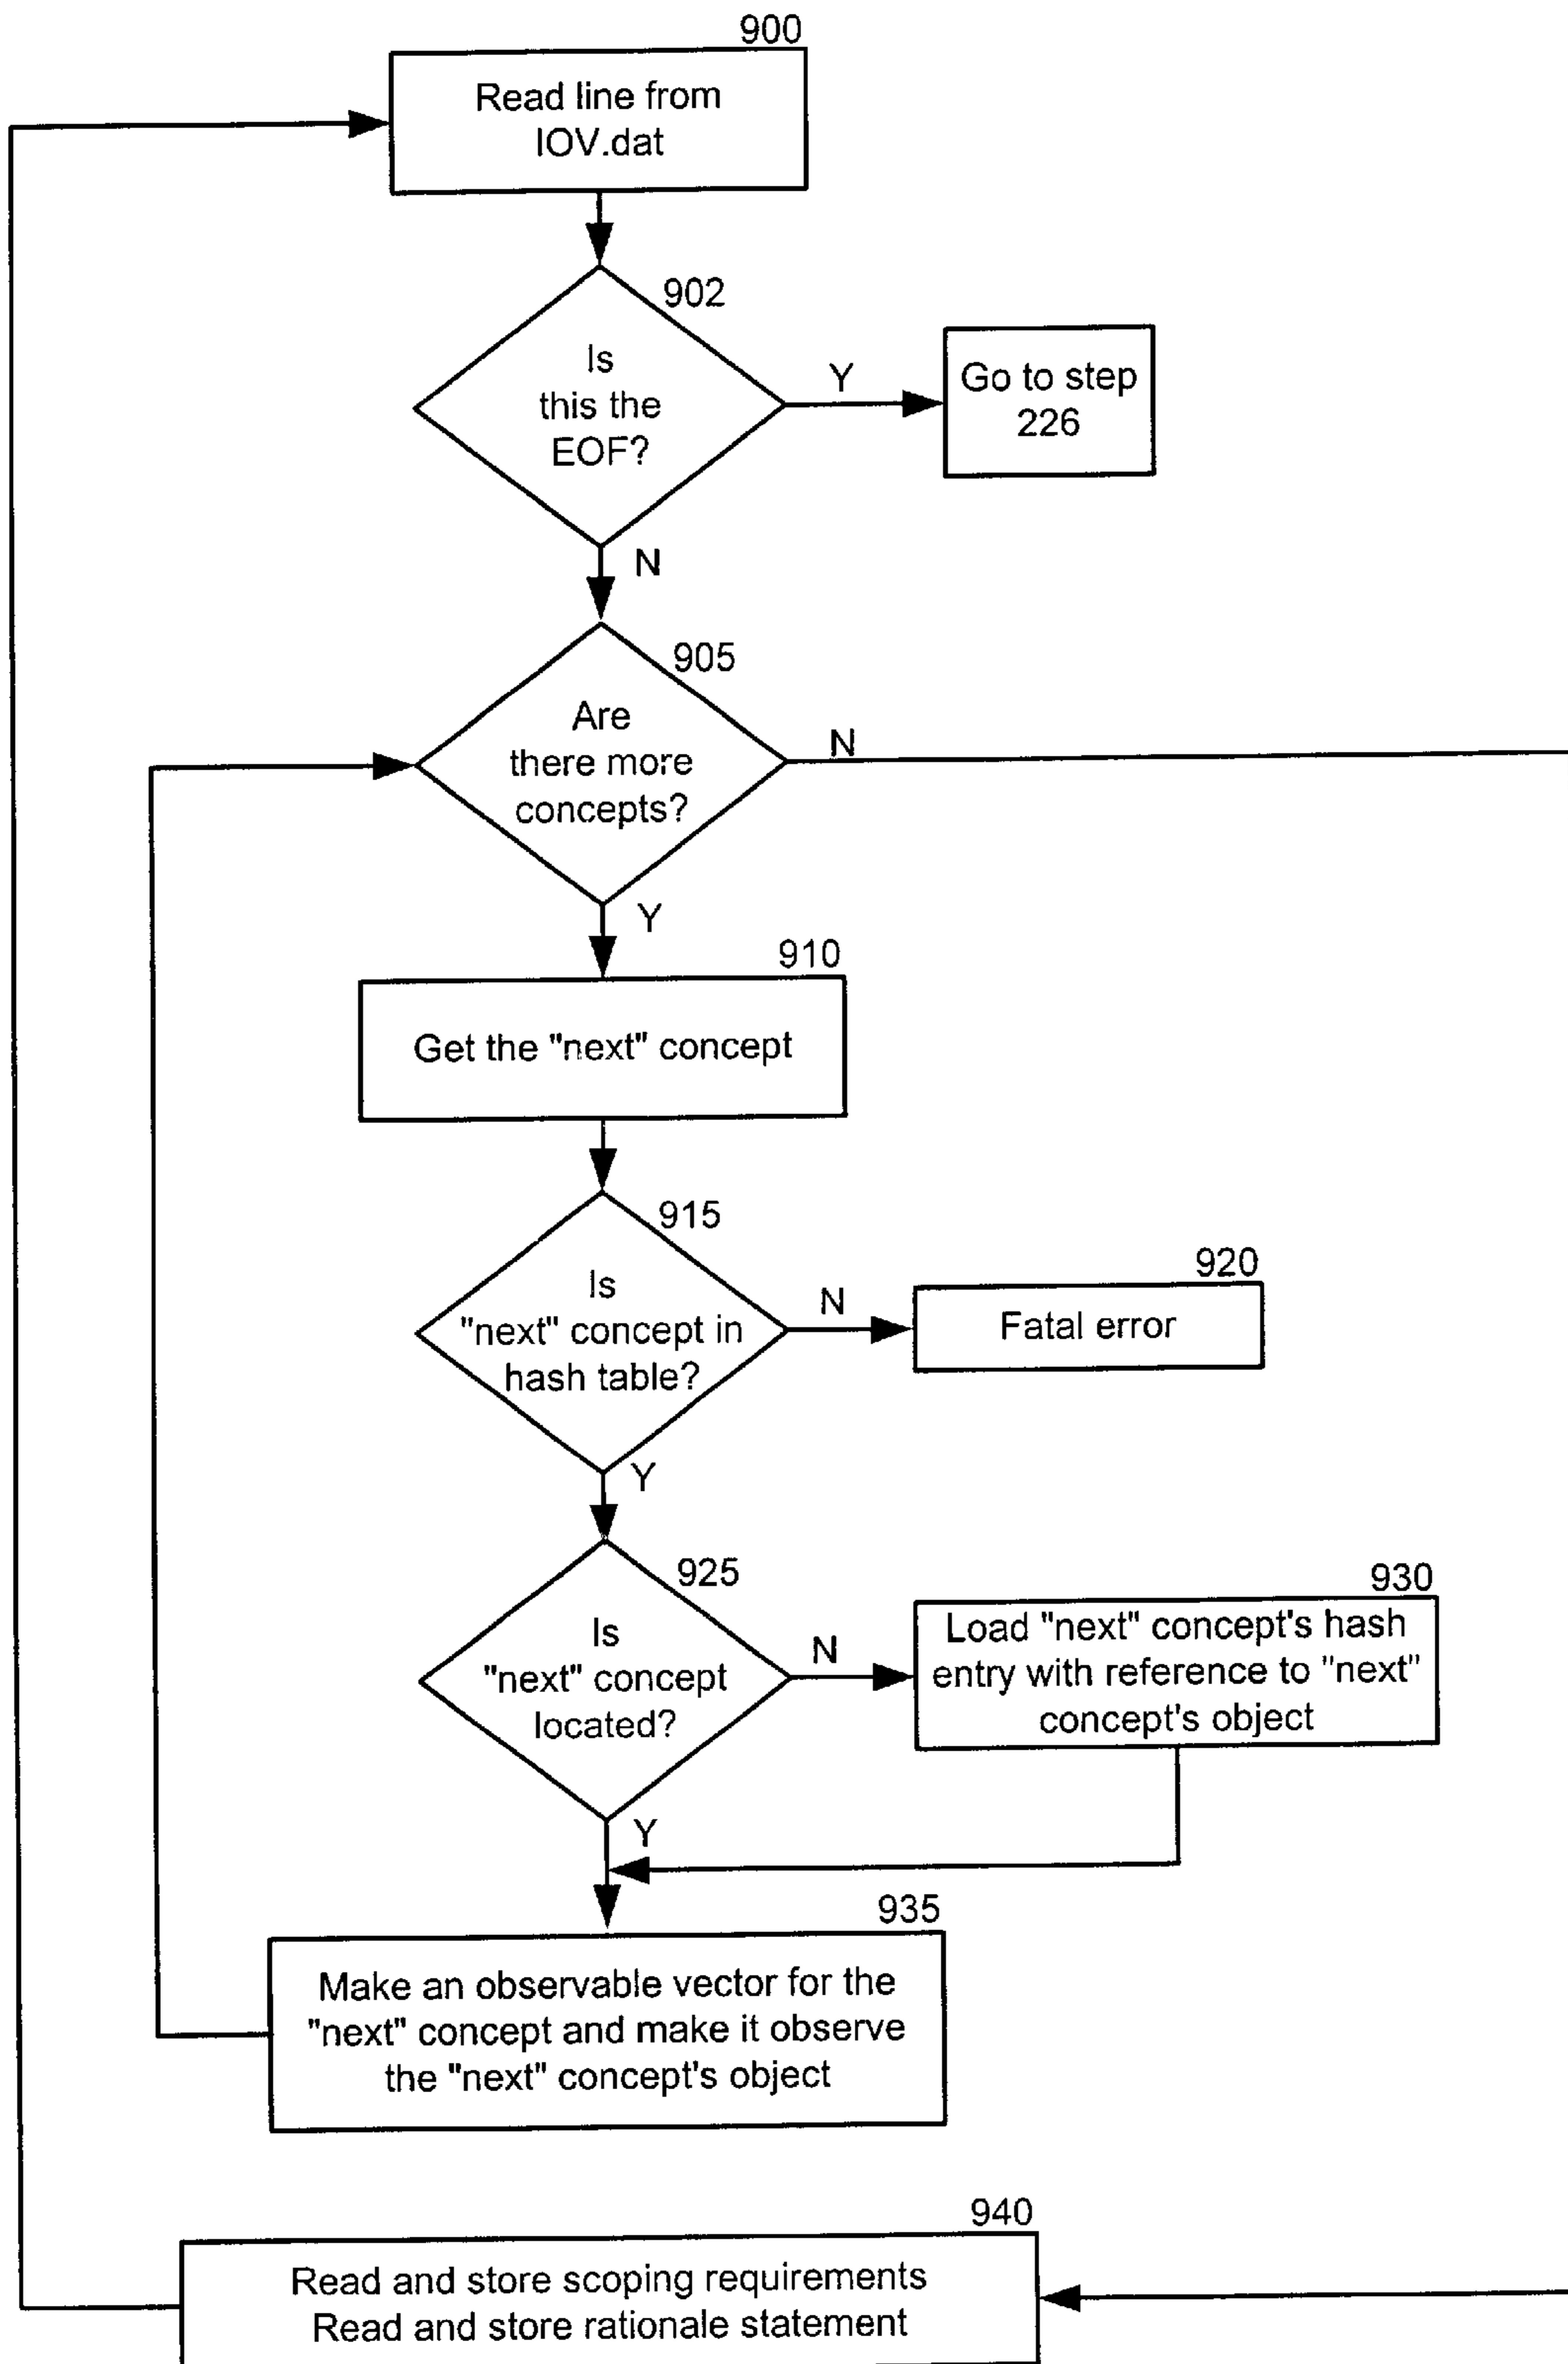 900
Read line from
IOV.dat
902
Is
this the
EOF?
Y
Go to step
226
N
905
Are
there more
concepts?
N
Y
910
Get the "next" concept
915
Is
"next" concept in
hash table?
N
920
Fatal error
Y
925
Is
"next" concept
located?
N
930
Load "next" concept's hash
entry with reference to "next"
concept's object
Y
935
Make an observable vector for the
"next" concept and make it observe
the "next" concept's object
940
Read and store scoping requirements
Read and store rationale statement